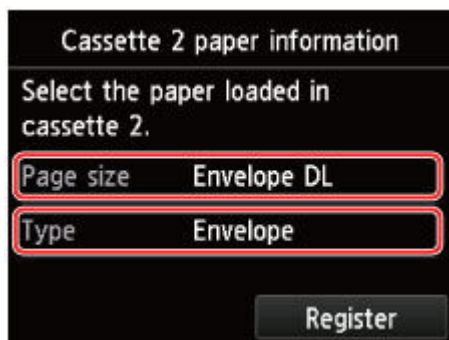 Cassette 2 paper information
Select the paper loaded in
cassette 2.
Page size Envelope DL
Type Envelope
Register